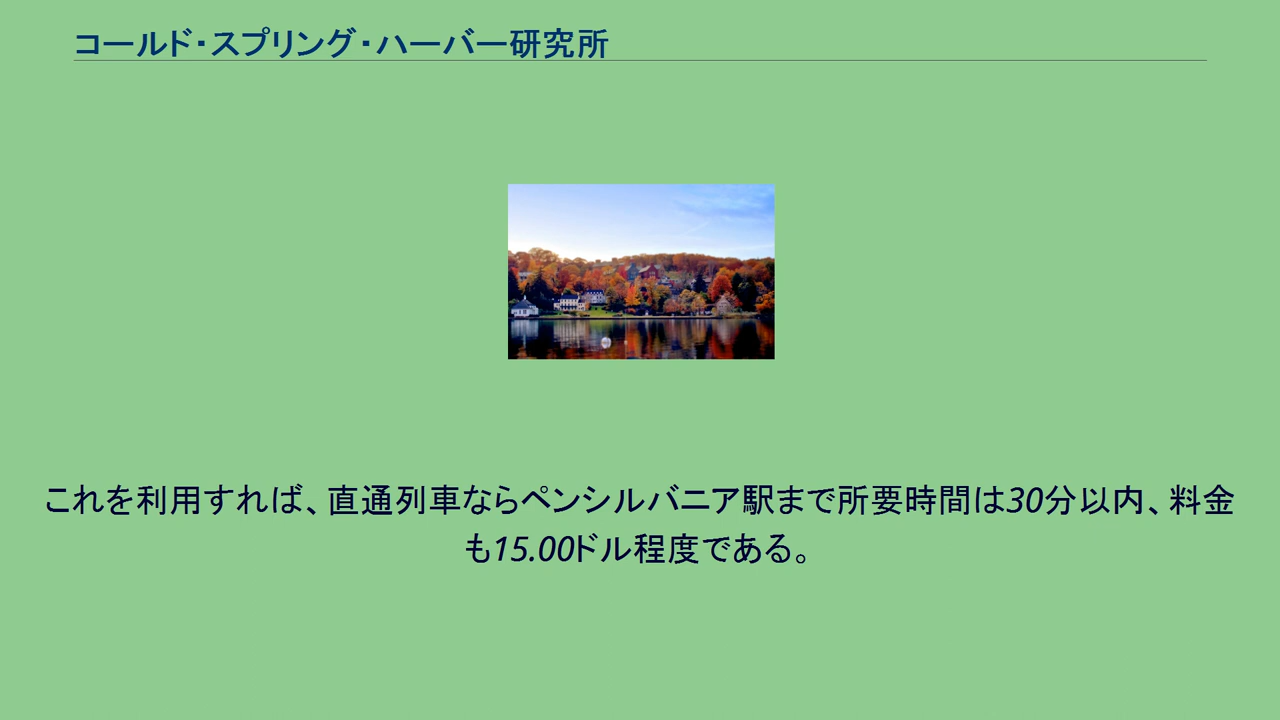 コールド・スプリング・ハーバー研究所
これを利用すれば、直通列車ならペンシルバニア駅まで所要時間は30分以内、料金
も15.00ドル程度である。